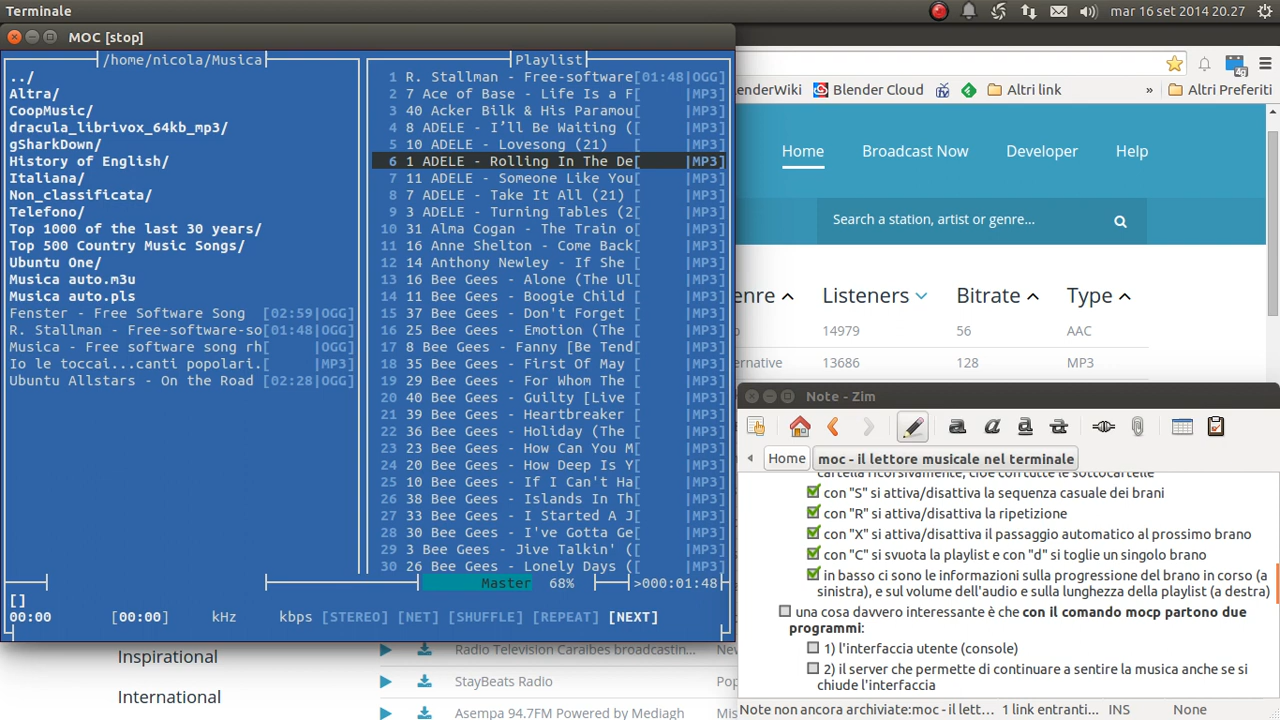 Terminale
mar 16 set 2014 20.27
MOC [stop]
/home/nicola/Musica
../
Altra/
CoopMusic/
dracula_librivox_64kb_mp3/
gSharkDown/
History of English/
Italiana/
Non_classificata/
Telefono/
Top 1000 of the last 30 years/
Top 500 Country Music Songs/
Ubuntu One/
Musica auto.m3u
Musica auto.pls
Fenster - Free Software Song [02:59|OGG]
R. Stallman - Free-software-so[01:48|OGG]
Musica - Free software song rh[ |OGG]
Io le toccai...canti popolari.[ |MP3]
Ubuntu Allstars - On the Road [02:28|OGG]
Playlist
1 R. Stallman - Free-software[01:48|OGG]
2 7 Ace of Base - Life Is a F[ |MP3]
3 40 Acker Bilk & His Paramou[ |MP3]
4 8 ADELE - I’ll Be Waiting ([ |MP3]
5 10 ADELE - Lovesong (21) [ |MP3]
6 1 ADELE - Rolling In The De[ |MP3]
7 11 ADELE - Someone Like You[ |MP3]
8 7 ADELE - Take It All (21) [ |MP3]
9 3 ADELE - Turning Tables (2[ |MP3]
10 31 Alma Cogan - The Train o[ |MP3]
11 16 Anne Shelton - Come Back[ |MP3]
12 14 Anthony Newley - If She [ |MP3]
13 16 Bee Gees - Alone (The Ul[ |MP3]
14 11 Bee Gees - Boogie Child [ |MP3]
15 37 Bee Gees - Don't Forget [ |MP3]
16 25 Bee Gees - Emotion (The [ |MP3]
17 8 Bee Gees - Fanny [Be Tend[ |MP3]
18 35 Bee Gees - First Of May [ |MP3]
19 29 Bee Gees - For Whom The [ |MP3]
20 40 Bee Gees - Guilty [Live [ |MP3]
21 39 Bee Gees - Heartbreaker [ |MP3]
22 36 Bee Gees - Holiday (The [ |MP3]
23 23 Bee Gees - How Can You M[ |MP3]
24 20 Bee Gees - How Deep Is Y[ |MP3]
25 10 Bee Gees - If I Can't Ha[ |MP3]
26 38 Bee Gees - Islands In Th[ |MP3]
27 33 Bee Gees - I Started A J[ |MP3]
28 30 Bee Gees - I've Gotta Ge[ |MP3]
29 3 Bee Gees - Jive Talkin' ([ |MP3]
30 26 Bee Gees - Lonely Days ([ |MP3]
Master 68% >000:01:48
[]
00:00 [00:00] kHz kbps [STEREO] [NET] [SHUFFLE] [REPEAT] [NEXT]
enderWiki Blender Cloud Altri link » Altri Preferiti
Home Broadcast Now Developer Help
Search a station, artist or genre...
enre Listeners Bitrate Type
14979 56 AAC
ernative 13686 128 MP3
Note - Zim
Home moc - il lettore musicale nel terminale
cartella ricorsivamente, cioè con tutte le sottocartelle
con "S" si attiva/disattiva la sequenza casuale dei brani
con "R" si attiva/disattiva la ripetizione
con "X" si attiva/disattiva il passaggio automatico al prossimo brano
con "C" si svuota la playlist e con "d" si toglie un singolo brano
in basso ci sono le informazioni sulla progressione del brano in corso (a
sinistra), e sul volume dell'audio e sulla lunghezza della playlist (a destra)
una cosa davvero interessante è che con il comando mocp partono due
programmi:
1) l'interfaccia utente (console)
2) il server che permette di continuare a sentire la musica anche se si
chiude l'interfaccia
Note non ancora archiviate:moc - il lett... 1 link entranti... INS None
Inspirational
International
Radio Television Caraibes broadcastin...
StayBeats Radio Pop
Asempa 94.7FM Powered by Mediagh Mis